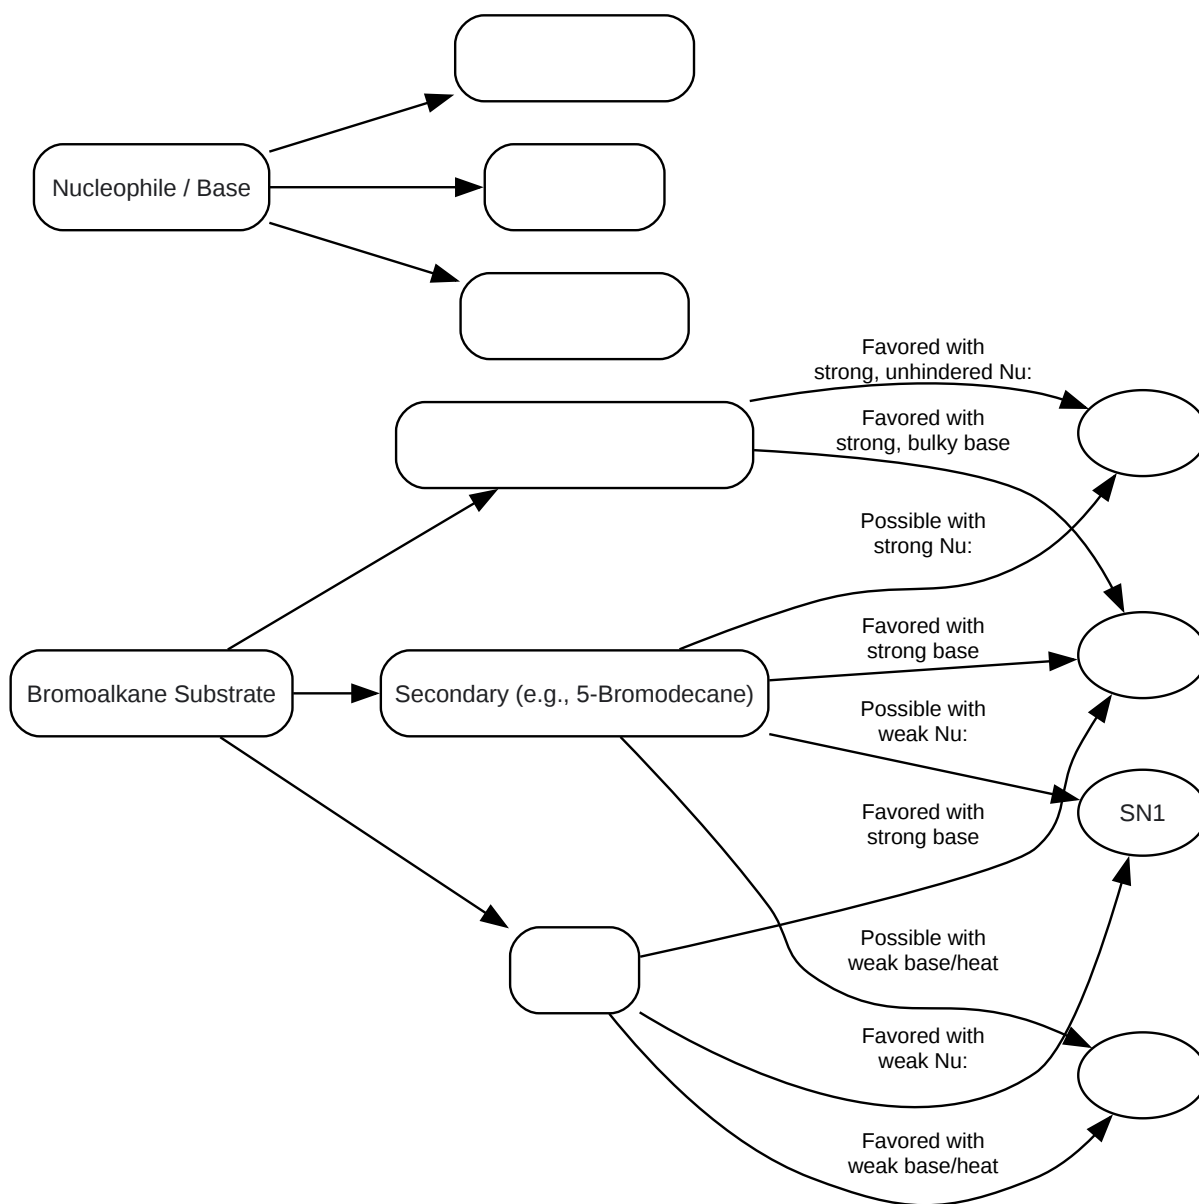 Nucleophile / Base
Favored with
strong, unhindered Nu:
Favored with
strong, bulky base
Possible with
strong Nu:
Favored with
strong base
Bromoalkane Substrate
Secondary (e.g., 5-Bromodecane)
Possible with
weak Nu:
SN1
Favored with
strong base
Possible with
weak base/heat
Favored with
weak Nu:
Favored with
weak base/heat